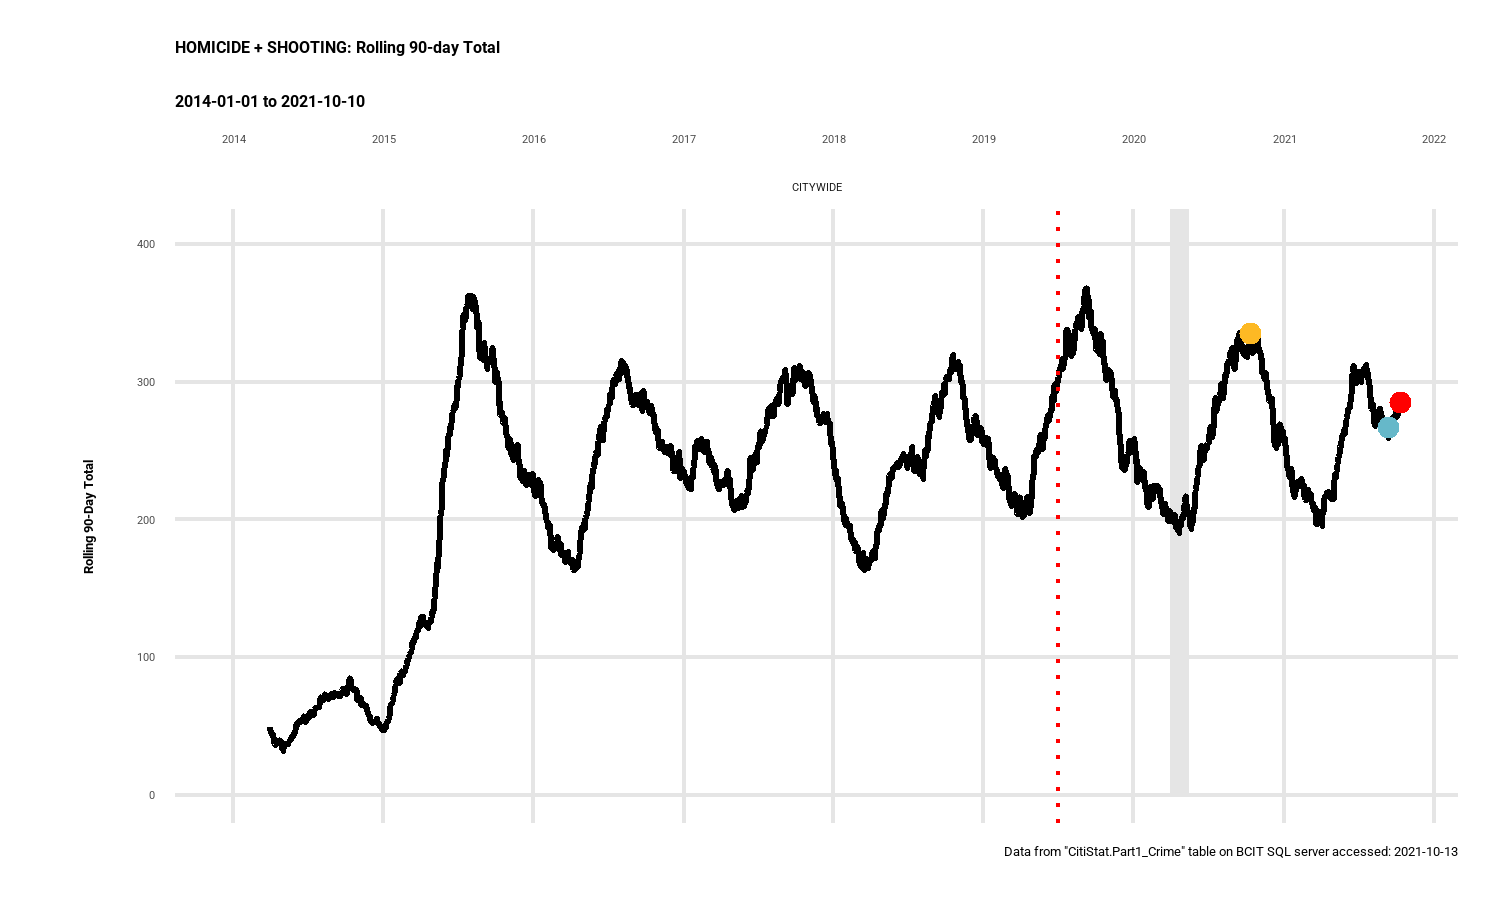 HOMICIDE + SHOOTING: Rolling 90-day Total
2014-01-01 to 2021-10-10
2014 2015 2016 2017 2018 2019 2020 2021 2022
CITYWIDE
400
300
200
100
0
Rolling 90-Day Total
Data from "CitiStat.Part1_Crime" table on BCIT SQL server accessed: 2021-10-13